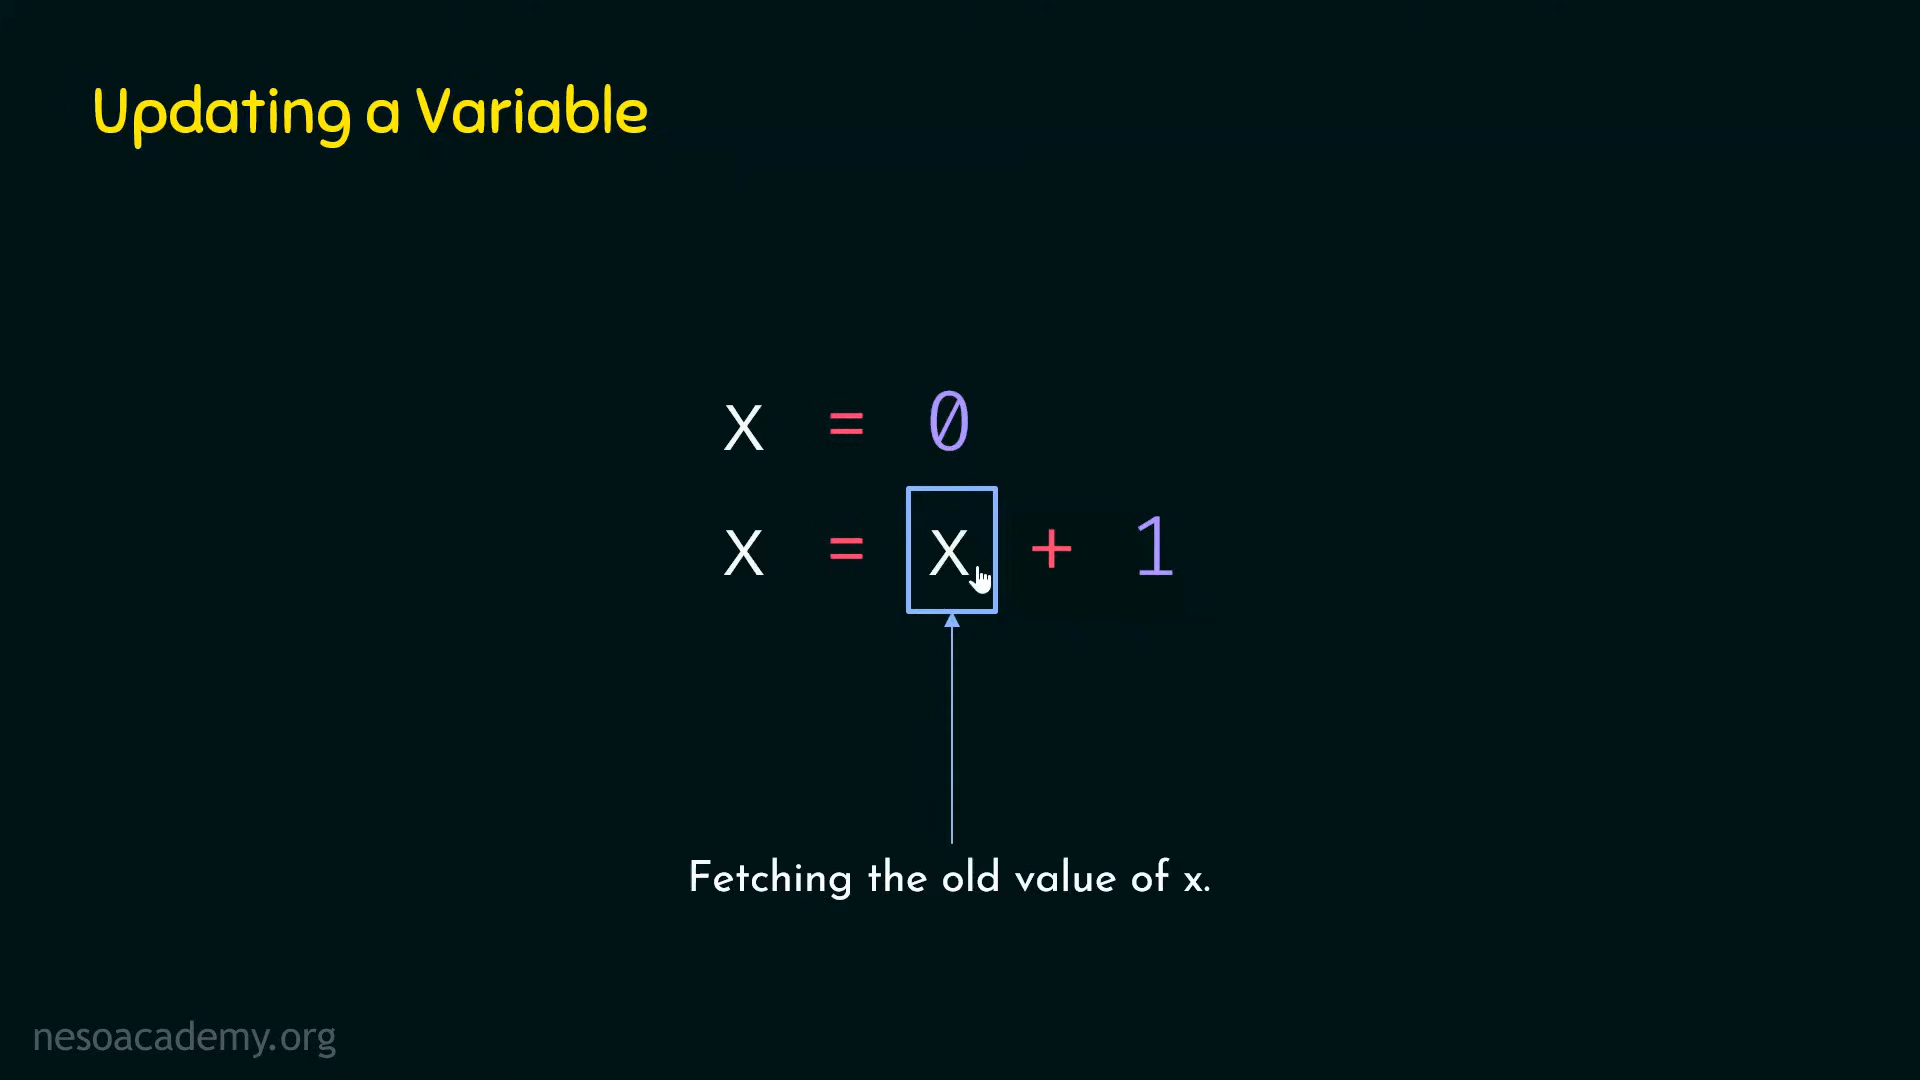 Updating a Variable
x = 0
x = x + 1
Fetching the old value of x.
nesoacademy.org